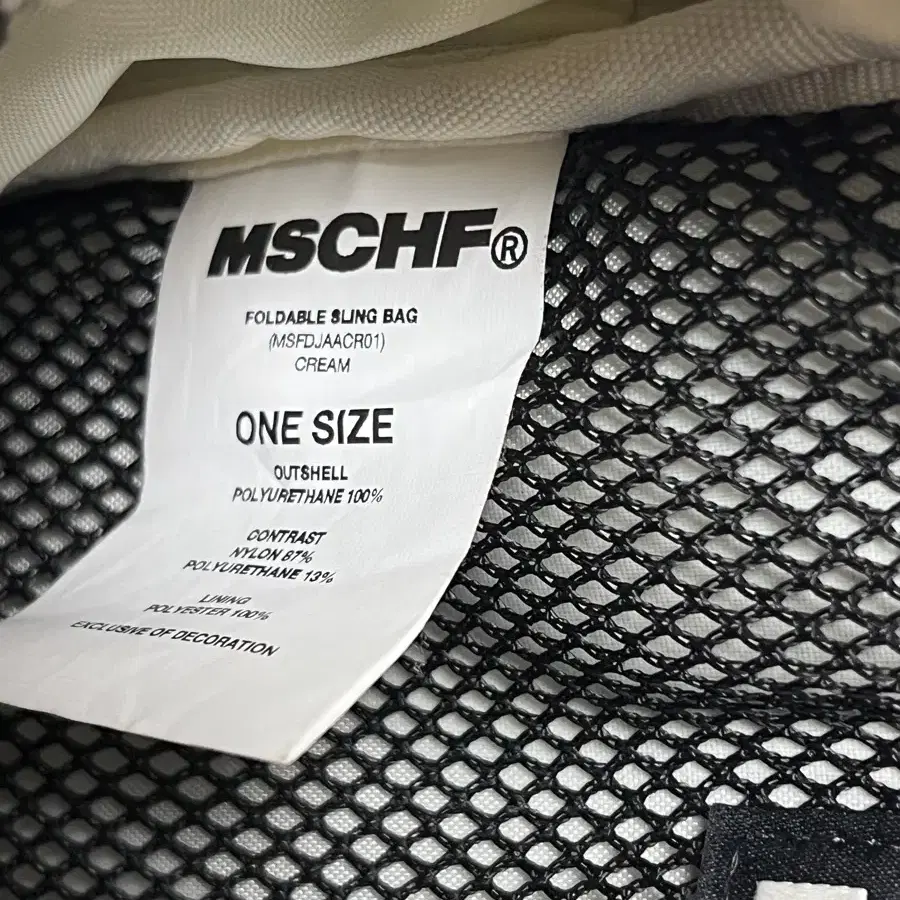 MSCHF®
FOLDABLE SLING BAG
(MSFDJAACR01)
CREAM
ONE SIZE
OUTSHELL
POLYURETHANE 100%
CONTRAST
NYLON 87%
POLYURETHANE 13%
LINING
POLYESTER 100%
EXCLUSIVE OF DECORATION